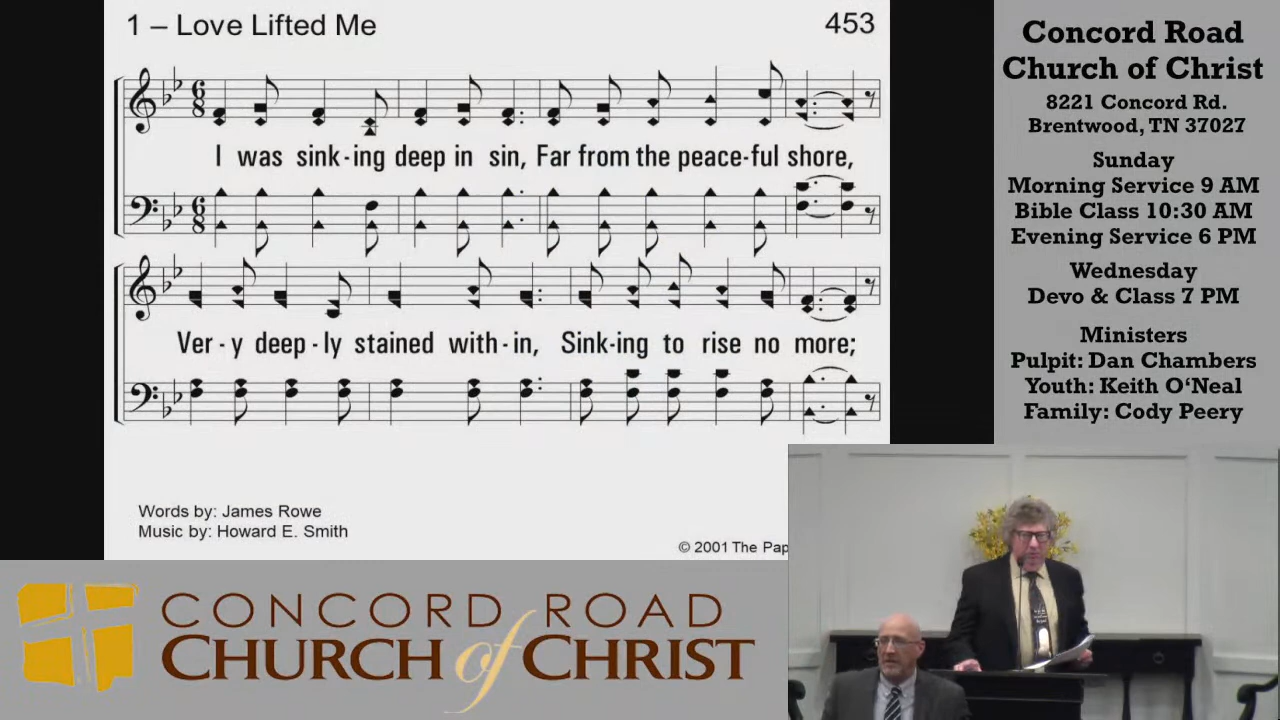 1 – Love Lifted Me
453
I was sink-ing deep in sin, Far from the peace-ful shore,
Ver-y deep-ly stained with-in, Sink-ing to rise no more;
Words by: James Rowe
Music by: Howard E. Smith
© 2001 The Pap
Concord Road
Church of Christ
8221 Concord Rd.
Brentwood, TN 37027
Sunday
Morning Service 9 AM
Bible Class 10:30 AM
Evening Service 6 PM
Wednesday
Devo & Class 7 PM
Ministers
Pulpit: Dan Chambers
Youth: Keith O‘Neal
Family: Cody Peery
CONCORD ROAD
CHURCH of CHRIST